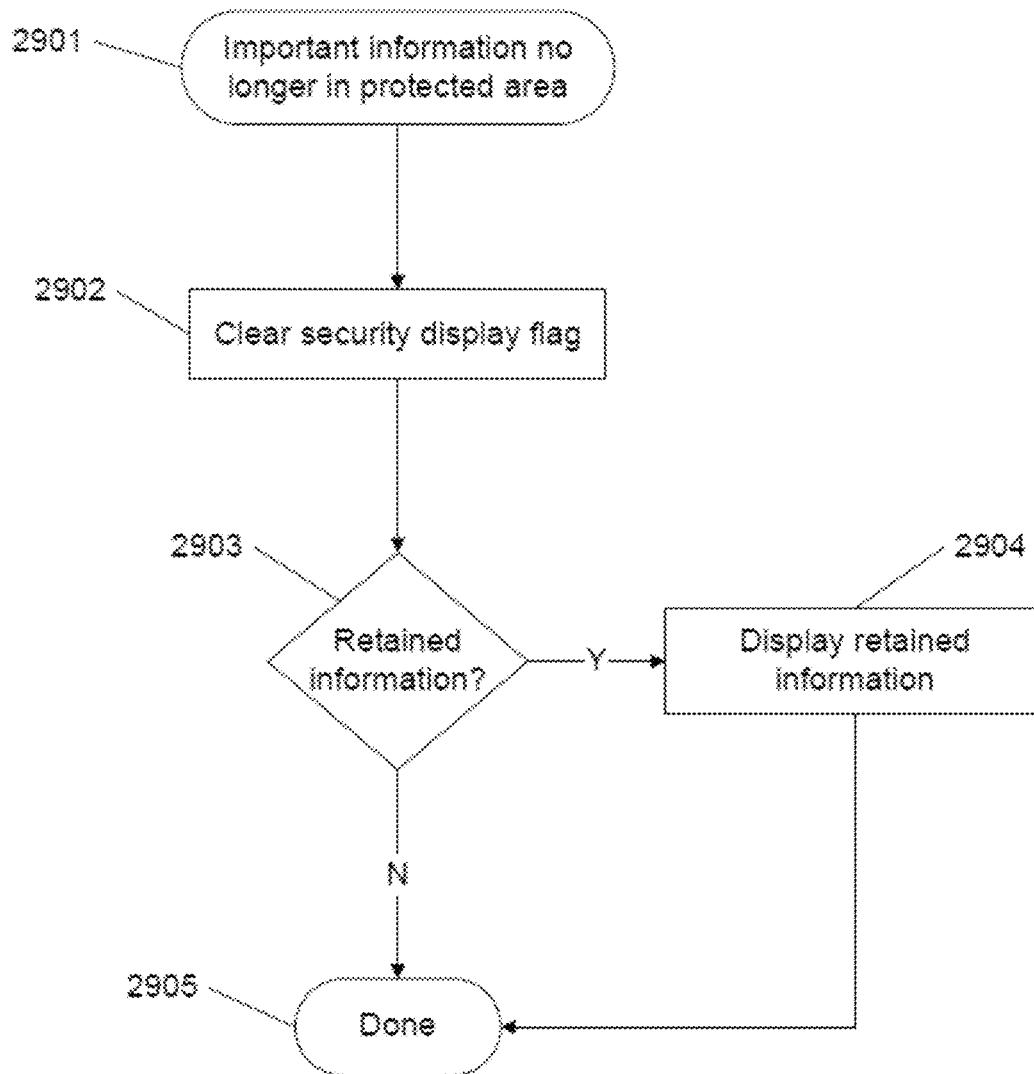 2901
Important information no
longer in protected area
2902
Clear security display flag
2903
Retained
information?
Y
2904
Display retained
information
N
2905
Done